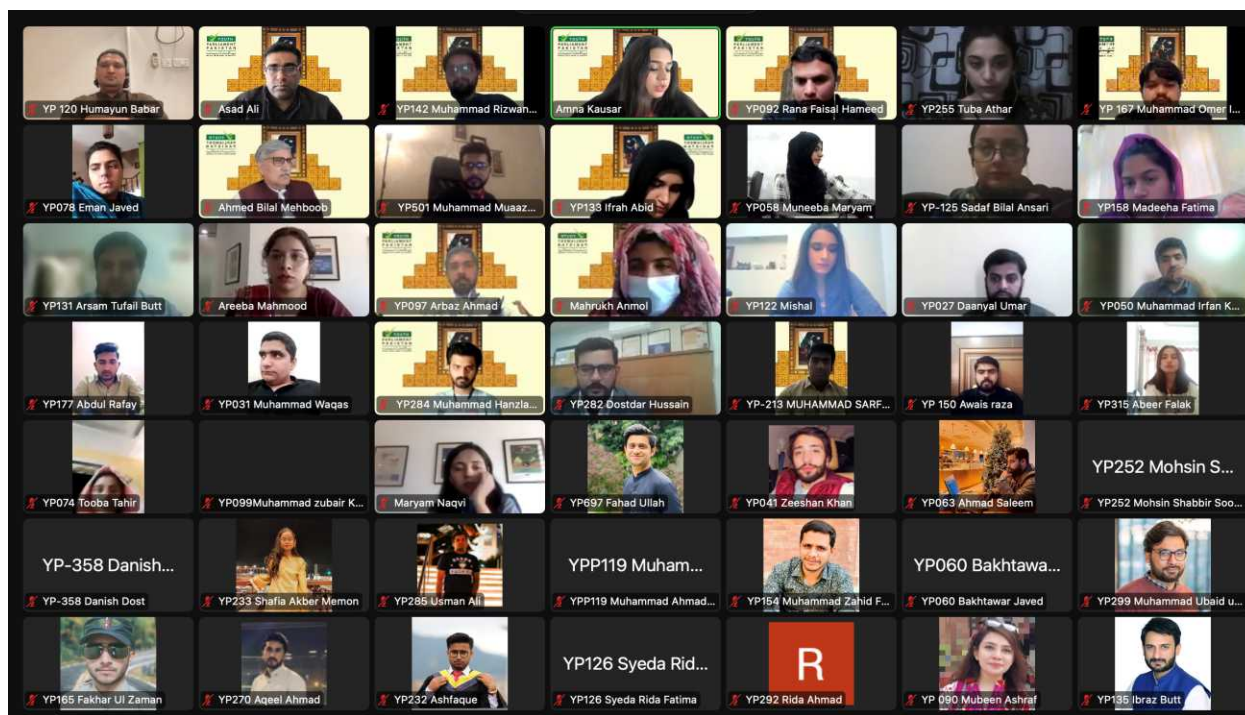 YP 120 Humayun Babar
Asad Ali
YP142 Muhammad Rizwan...
Amna Kausar
YP092 Rana Faisal Hameed
YP255 Tuba Athar
YP 167 Muhammad Omer I...
YP078 Eman Javed
Ahmed Bilal Mehboob
YP501 Muhammad Muaaz...
YP133 Ifrah Abid
YP058 Muneeba Maryam
YP-125 Sadaf Bilal Ansari
YP158 Madeeha Fatima
YP131 Arsam Tufail Butt
Areeba Mahmood
YP097 Arbaz Ahmad
Mahrukh Anmol
YP122 Mishal
YP027 Daanyal Umar
YP050 Muhammad Irfan K...
YP177 Abdul Rafay
YP031 Muhammad Waqas
YOUTH
PARLIAMENT
PAKISTAN
YP284 Muhammad Hanzla...
YP282 Dostdar Hussain
YP-213 MUHAMMAD SARF...
YP 150 Awais raza
YP315 Abeer Falak
YP074 Tooba Tahir
YP099Muhammad zubair K...
Maryam Naqvi
YP697 Fahad Ullah
YP041 Zeeshan Khan
YP063 Ahmad Saleem
YP252 Mohsin S...
YP252 Mohsin Shabbir Soo...
YP-358 Danish...
YP-358 Danish Dost
YP233 Shafia Akber Memon
YP285 Usman Ali
YPP119 Muham...
YPP119 Muhammad Ahmad...
YP154 Muhammad Zahid F...
YP060 Bakhtawa...
YP060 Bakhtawar Javed
YP299 Muhammad Ubaid u...
YP165 Fakhar Ul Zaman
YP270 Aqeel Ahmad
YP232 Ashfaque
YP126 Syeda Rid...
YP126 Syeda Rida Fatima
R
YP292 Rida Ahmad
YP 090 Mubeen Ashraf
YP135 Ibraz Butt